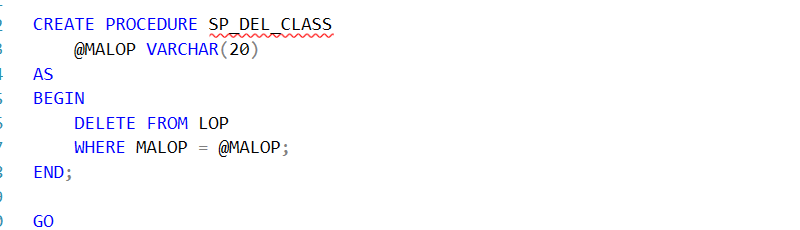 CREATE PROCEDURE SP_DEL_CLASS
@MALOP VARCHAR(20)
AS
BEGIN
DELETE FROM LOP
WHERE MALOP = @MALOP;
END;
GO